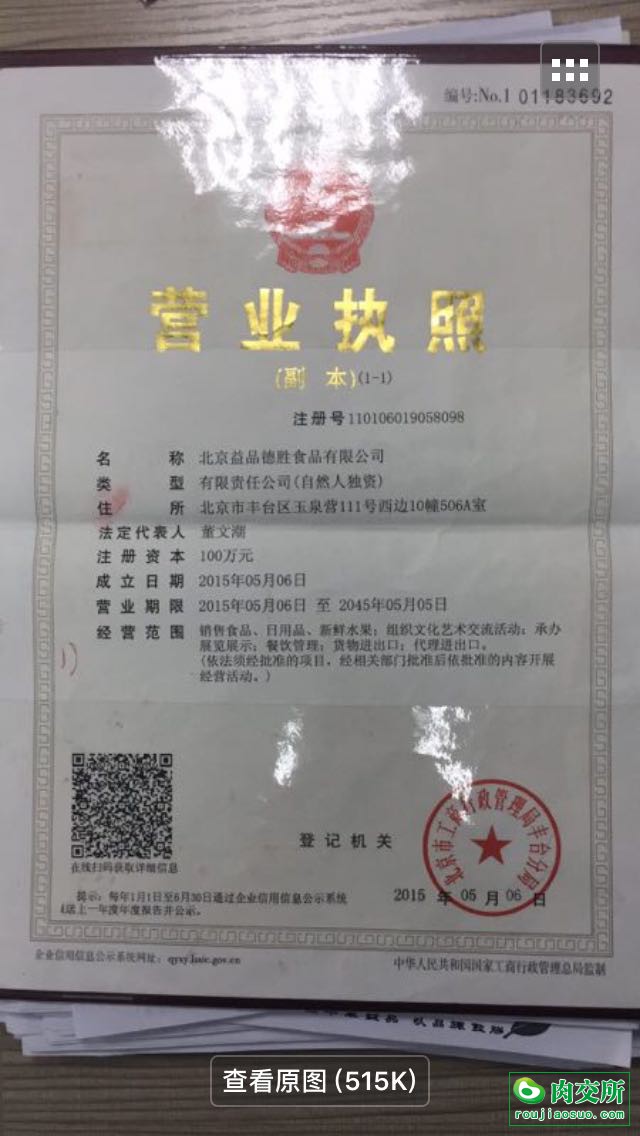 编号:No.1 01183692
营业执照
(副 本)(1-1)
注册号110106019058098
名 称 北京益品德胜食品有限公司
类 型 有限责任公司(自然人独资)
住 所 北京市丰台区玉泉营111号西边10幢506A室
法定代表人 董文潮
注册资本 100万元
成立日期 2015年05月06日
营业期限 2015年05月06日 至 2045年05月05日
经营范围 销售食品、日用品、新鲜水果；组织文化艺术交流活动；承办
展览展示；餐饮管理；货物进出口；代理进出口。
(依法须经批准的项目，经相关部门批准后依批准的内容开展
经营活动。)
1)
在线扫码获取详细信息
登记机关
北京市工商行政管理局丰台分局
2015 年 05 月 06 日
提示：每年1月1日至6月30日通过企业信用信息公示系统
报送上一年度年度报告并公示。
企业信用信息公示系统网址：qyxy.baic.gov.cn
中华人民共和国国家工商行政管理总局监制
查看原图(515K)
肉交所
roujiaosuo.com